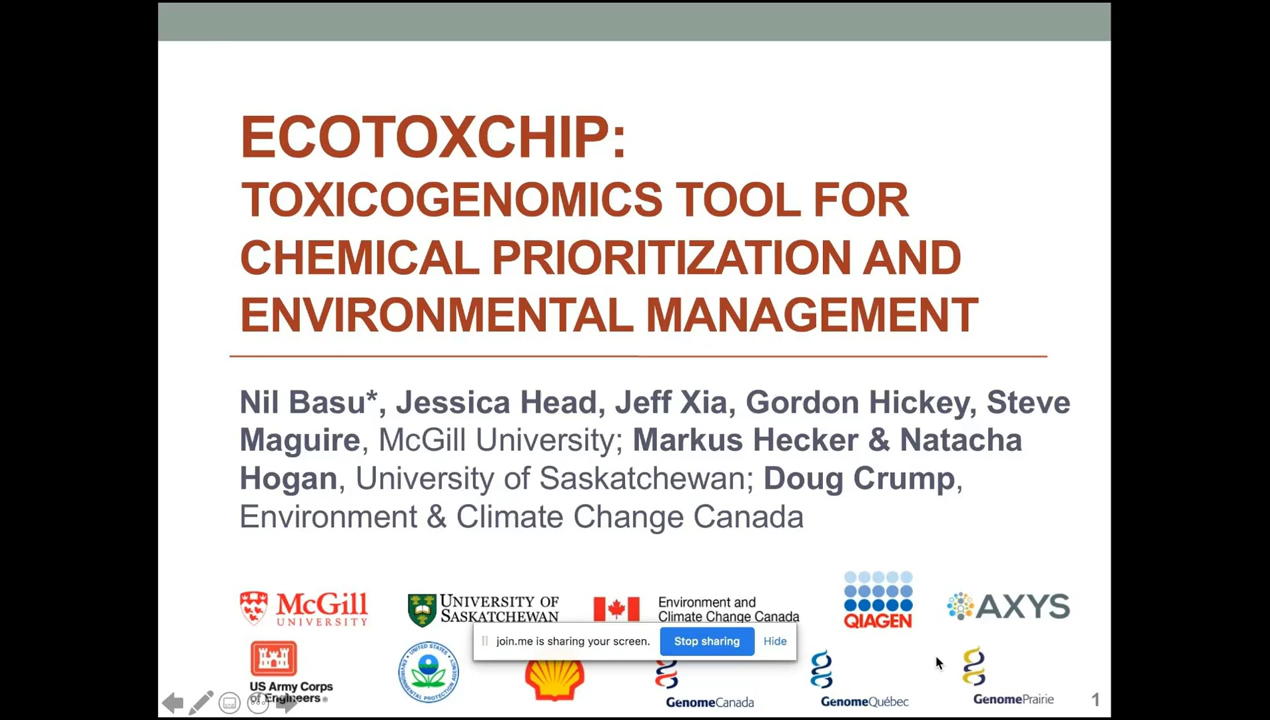 ECOTOXCHIP:
TOXICOGENOMICS TOOL FOR
CHEMICAL PRIORITIZATION AND
ENVIRONMENTAL MANAGEMENT
Nil Basu*, Jessica Head, Jeff Xia, Gordon Hickey, Steve
Maguire, McGill University; Markus Hecker & Natacha
Hogan, University of Saskatchewan; Doug Crump,
Environment & Climate Change Canada
McGill
UNIVERSITY
UNIVERSITY OF
SASKATCHEWAN
Environment and
Climate Change Canada
QIAGEN
AXYS
join.me is sharing your screen.
Stop sharing
Hide
US Army Corps
of Engineers®
GenomeCanada
GenomeQuébec
GenomePrairie
1